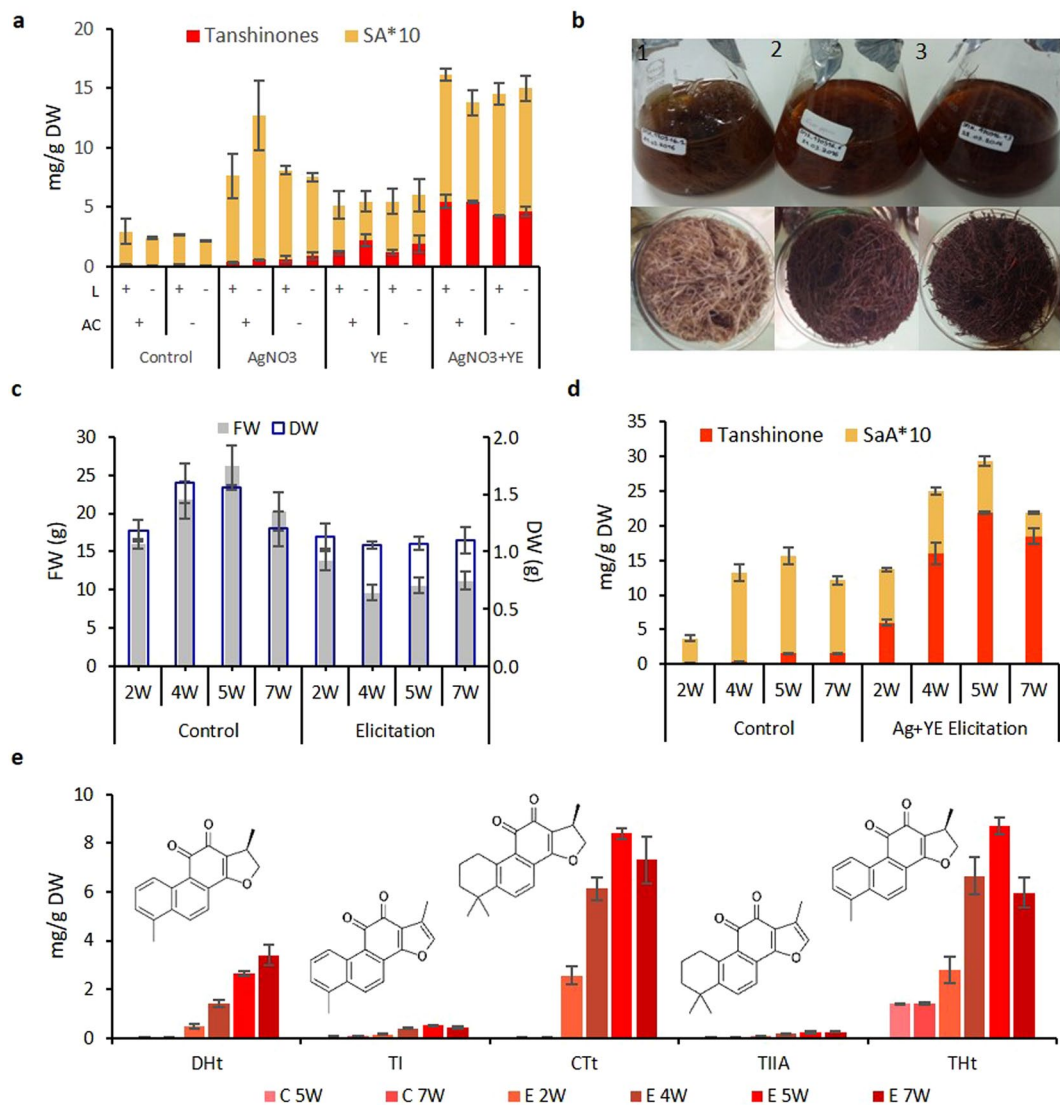 a
Tanshinones SA*10
mg/g DW
20
15
10
5
0
L + - + - + - + - + - + - + - + -
AC + - + - + - + -
Control AgNO3 YE AgNO3+YE
b
1 2 3
c
FW DW
FW (g)
30
25
20
15
10
5
0
DW (g)
2.0
1.5
1.0
0.5
0.0
2W 4W 5W 7W 2W 4W 5W 7W
Control Elicitation
d
Tanshinone SaA*10
mg/g DW
35
30
25
20
15
10
5
0
2W 4W 5W 7W 2W 4W 5W 7W
Control Ag+YE Elicitation
e
mg/g DW
10
8
6
4
2
0
O O O
O O O
O O O
O O O
O O O
DHt TI CTt TIIA THt
C 5W C 7W E 2W E 4W E 5W E 7W